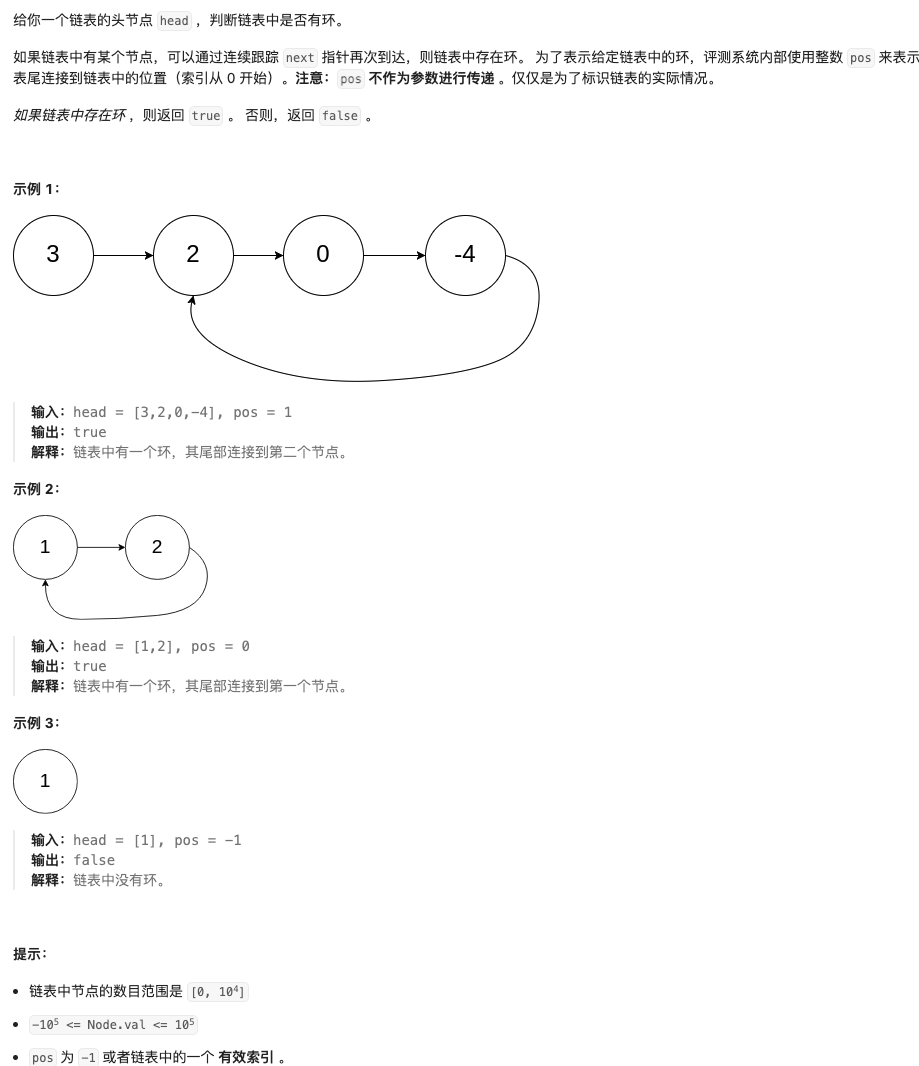 给你一个链表的头节点 head ，判断链表中是否有环。
如果链表中有某个节点，可以通过连续跟踪 next 指针再次到达，则链表中存在环。 为了表示给定链表中的环，评测系统内部使用整数 pos 来表示
表尾连接到链表中的位置（索引从 0 开始）。注意：pos 不作为参数进行传递 。仅仅是为了标识链表的实际情况。
如果链表中存在环 ，则返回 true 。 否则，返回 false 。
示例 1：
3 2 0 -4
输入：head = [3,2,0,-4], pos = 1
输出：true
解释：链表中有一个环，其尾部连接到第二个节点。
示例 2：
1 2
输入：head = [1,2], pos = 0
输出：true
解释：链表中有一个环，其尾部连接到第一个节点。
示例 3：
1
输入：head = [1], pos = -1
输出：false
解释：链表中没有环。
提示：
• 链表中节点的数目范围是 [0, 10⁴]
• -10⁵ <= Node.val <= 10⁵
• pos 为 -1 或者链表中的一个 有效索引 。